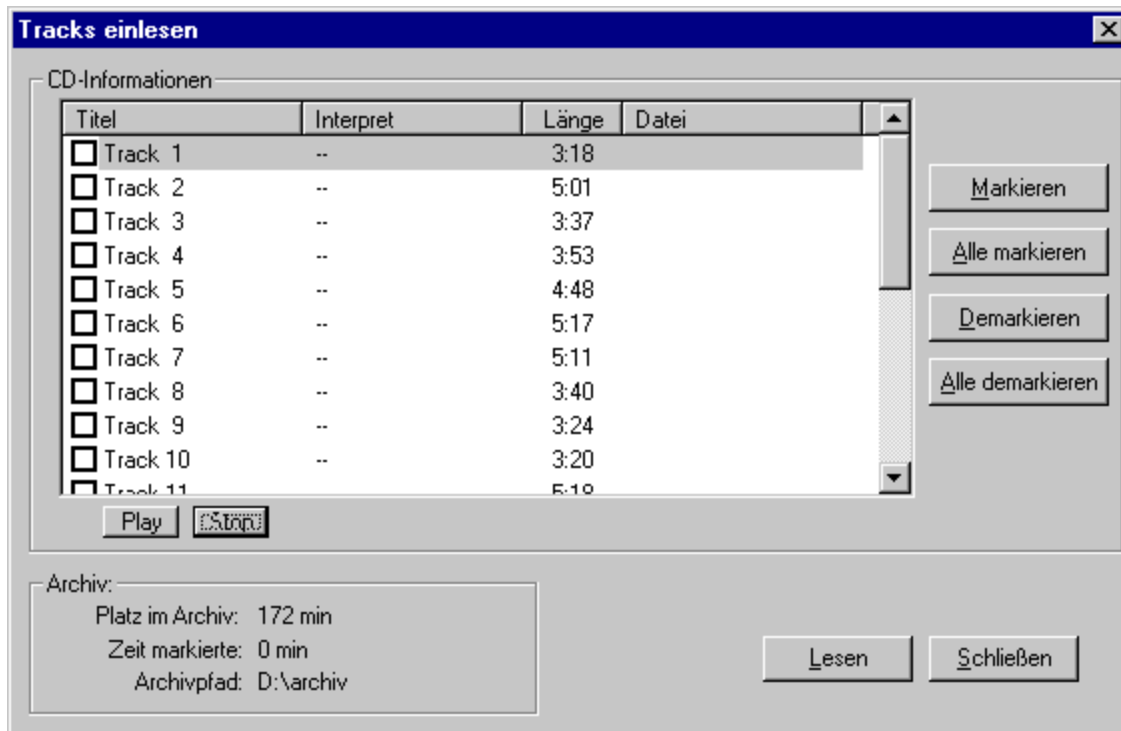 Tracks einlesen
CD-Informationen
Titel Interpret Länge Datei
Track 1 -- 3:18
Track 2 -- 5:01
Track 3 -- 3:37
Track 4 -- 3:53
Track 5 -- 4:48
Track 6 -- 5:17
Track 7 -- 5:11
Track 8 -- 3:40
Track 9 -- 3:24
Track 10 -- 3:20
Track 11
Markieren
Alle markieren
Demarkieren
Alle demarkieren
Play Stop
Archiv:
Platz im Archiv: 172 min
Zeit markierte: 0 min
Archivpfad: D:\archiv
Lesen Schließen